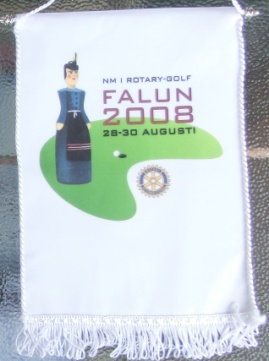 NM I ROTARY-GOLF
FALUN
2008
28-30 AUGUSTI